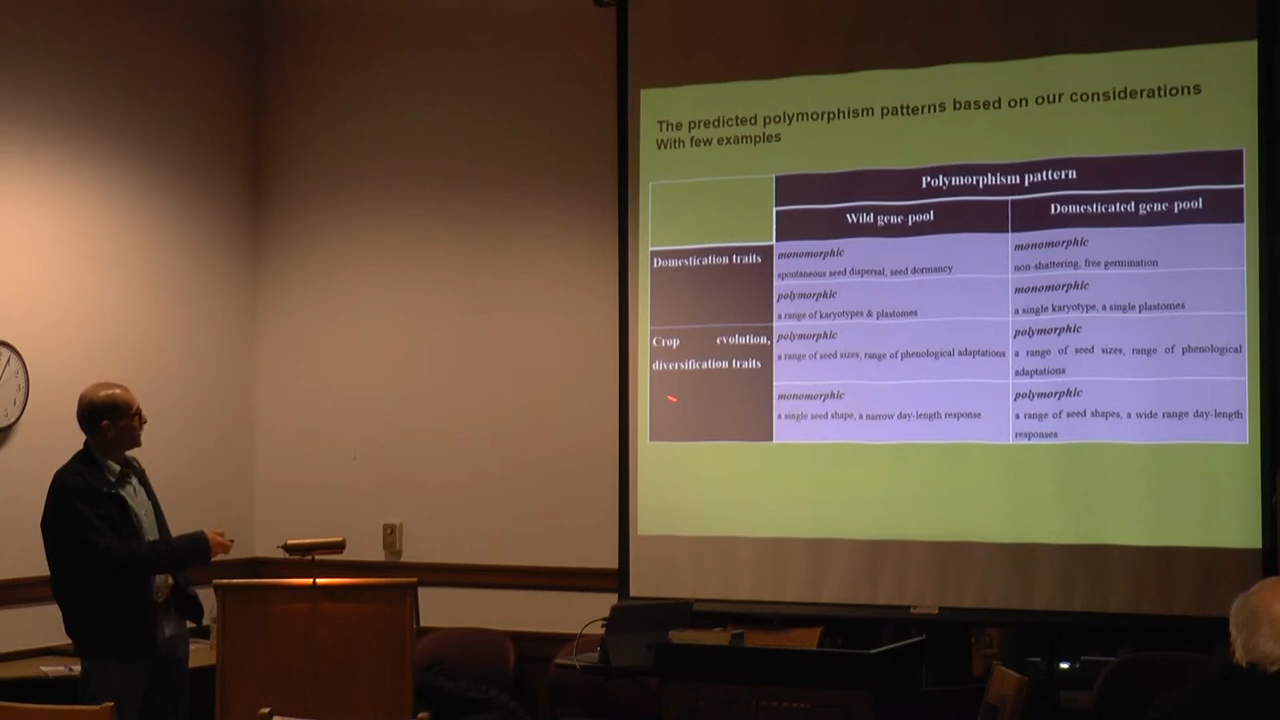 The predicted polymorphism patterns based on our considerations
With few examples
Polymorphism pattern
Wild gene-pool
Domesticated gene-pool
Domestication traits
monomorphic
spontaneous seed dispersal, seed dormancy
monomorphic
non-shattering, free germination
polymorphic
a range of karyotypes & plastomes
monomorphic
a single karyotype, a single plastomes
Crop evolution,
diversification traits
polymorphic
a range of seed sizes, range of phenological adaptations
polymorphic
a range of seed sizes, range of phenological
adaptations
monomorphic
a single seed shape, a narrow day-length response
polymorphic
a range of seed shapes, a wide range day-length
responses